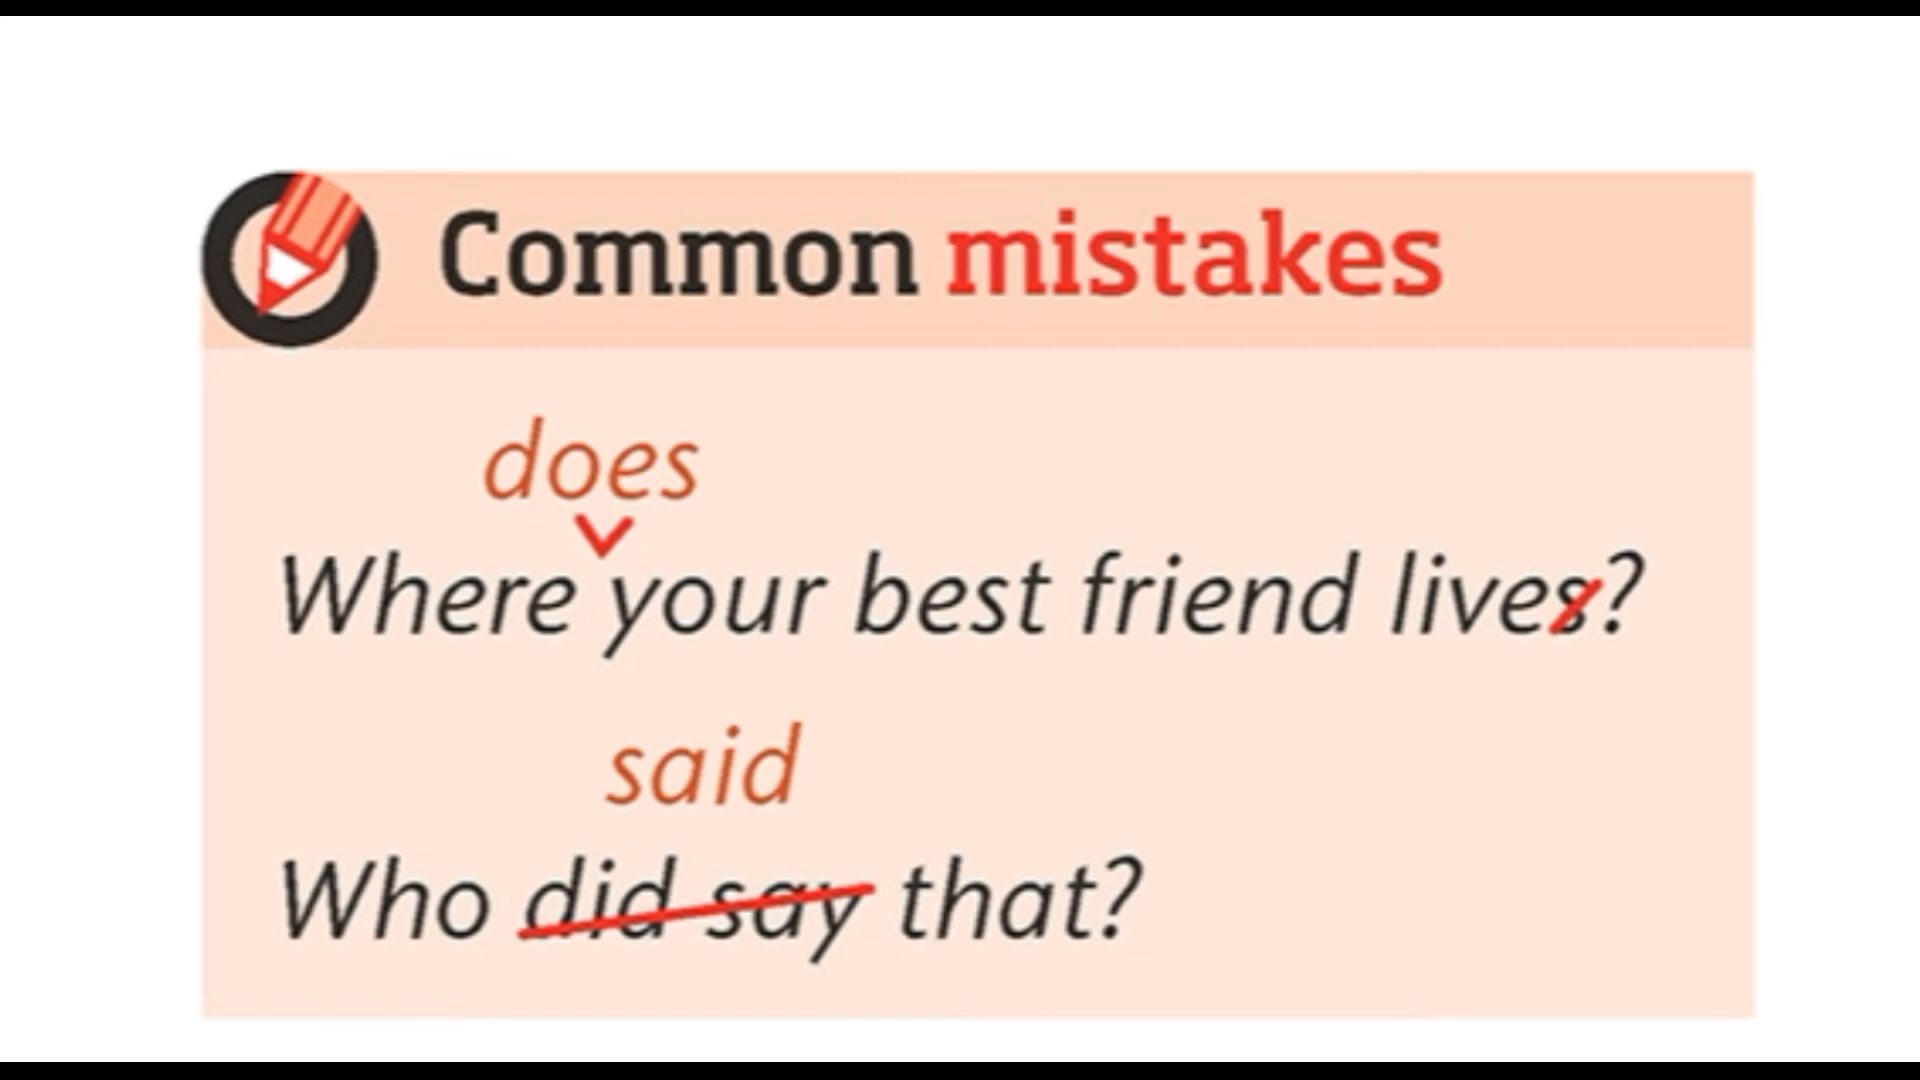 Common mistakes
does
Where your best friend lives?
said
Who did say that?